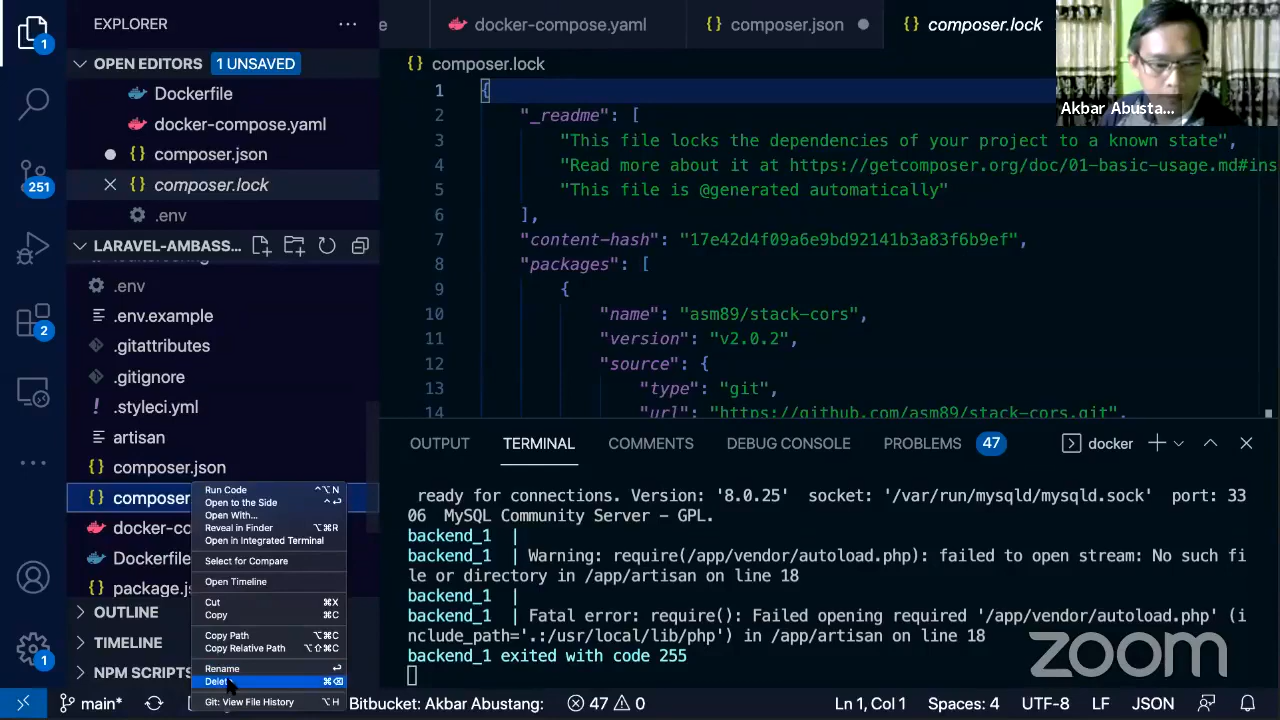 EXPLORER
OPEN EDITORS 1 UNSAVED
Dockerfile
docker-compose.yaml
composer.json
composer.lock
.env
LARAVEL-AMBASS...
.env
.env.example
.gitattributes
.gitignore
.styleci.yml
artisan
composer.json
composer
docker-co
Dockerfile
package.js
OUTLINE
TIMELINE
NPM SCRIPTS
1
251
2
1
Run Code ⌃⌥N
Open to the Side ⌃↩
Open With...
Reveal in Finder ⌥⌘R
Open in Integrated Terminal
Select for Compare
Open Timeline
Cut ⌘X
Copy ⌘C
Copy Path ⌥⌘C
Copy Relative Path ⌥⇧⌘C
Rename ↩
Delete ⌘⌫
Git: View File History ⌥H
e docker-compose.yaml composer.json composer.lock
composer.lock
1 {
2 "_readme": [
3 "This file locks the dependencies of your project to a known state",
4 "Read more about it at https://getcomposer.org/doc/01-basic-usage.md#ins
5 "This file is @generated automatically"
6 ],
7 "content-hash": "17e42d4f09a6e9bd92141b3a83f6b9ef",
8 "packages": [
9 {
10 "name": "asm89/stack-cors",
11 "version": "v2.0.2",
12 "source": {
13 "type": "git",
14 "url": "https://github.com/asm89/stack-cors.git",
Akbar Abusta...
OUTPUT TERMINAL COMMENTS DEBUG CONSOLE PROBLEMS 47 docker
ready for connections. Version: '8.0.25' socket: '/var/run/mysqld/mysqld.sock' port: 33
06 MySQL Community Server - GPL.
backend_1 |
backend_1 | Warning: require(/app/vendor/autoload.php): failed to open stream: No such fi
le or directory in /app/artisan on line 18
backend_1 |
backend_1 | Fatal error: require(): Failed opening required '/app/vendor/autoload.php' (i
nclude_path='.:/usr/local/lib/php') in /app/artisan on line 18
backend_1 exited with code 255
zoom
main* Bitbucket: Akbar Abustang: 47 0 Ln 1, Col 1 Spaces: 4 UTF-8 LF JSON